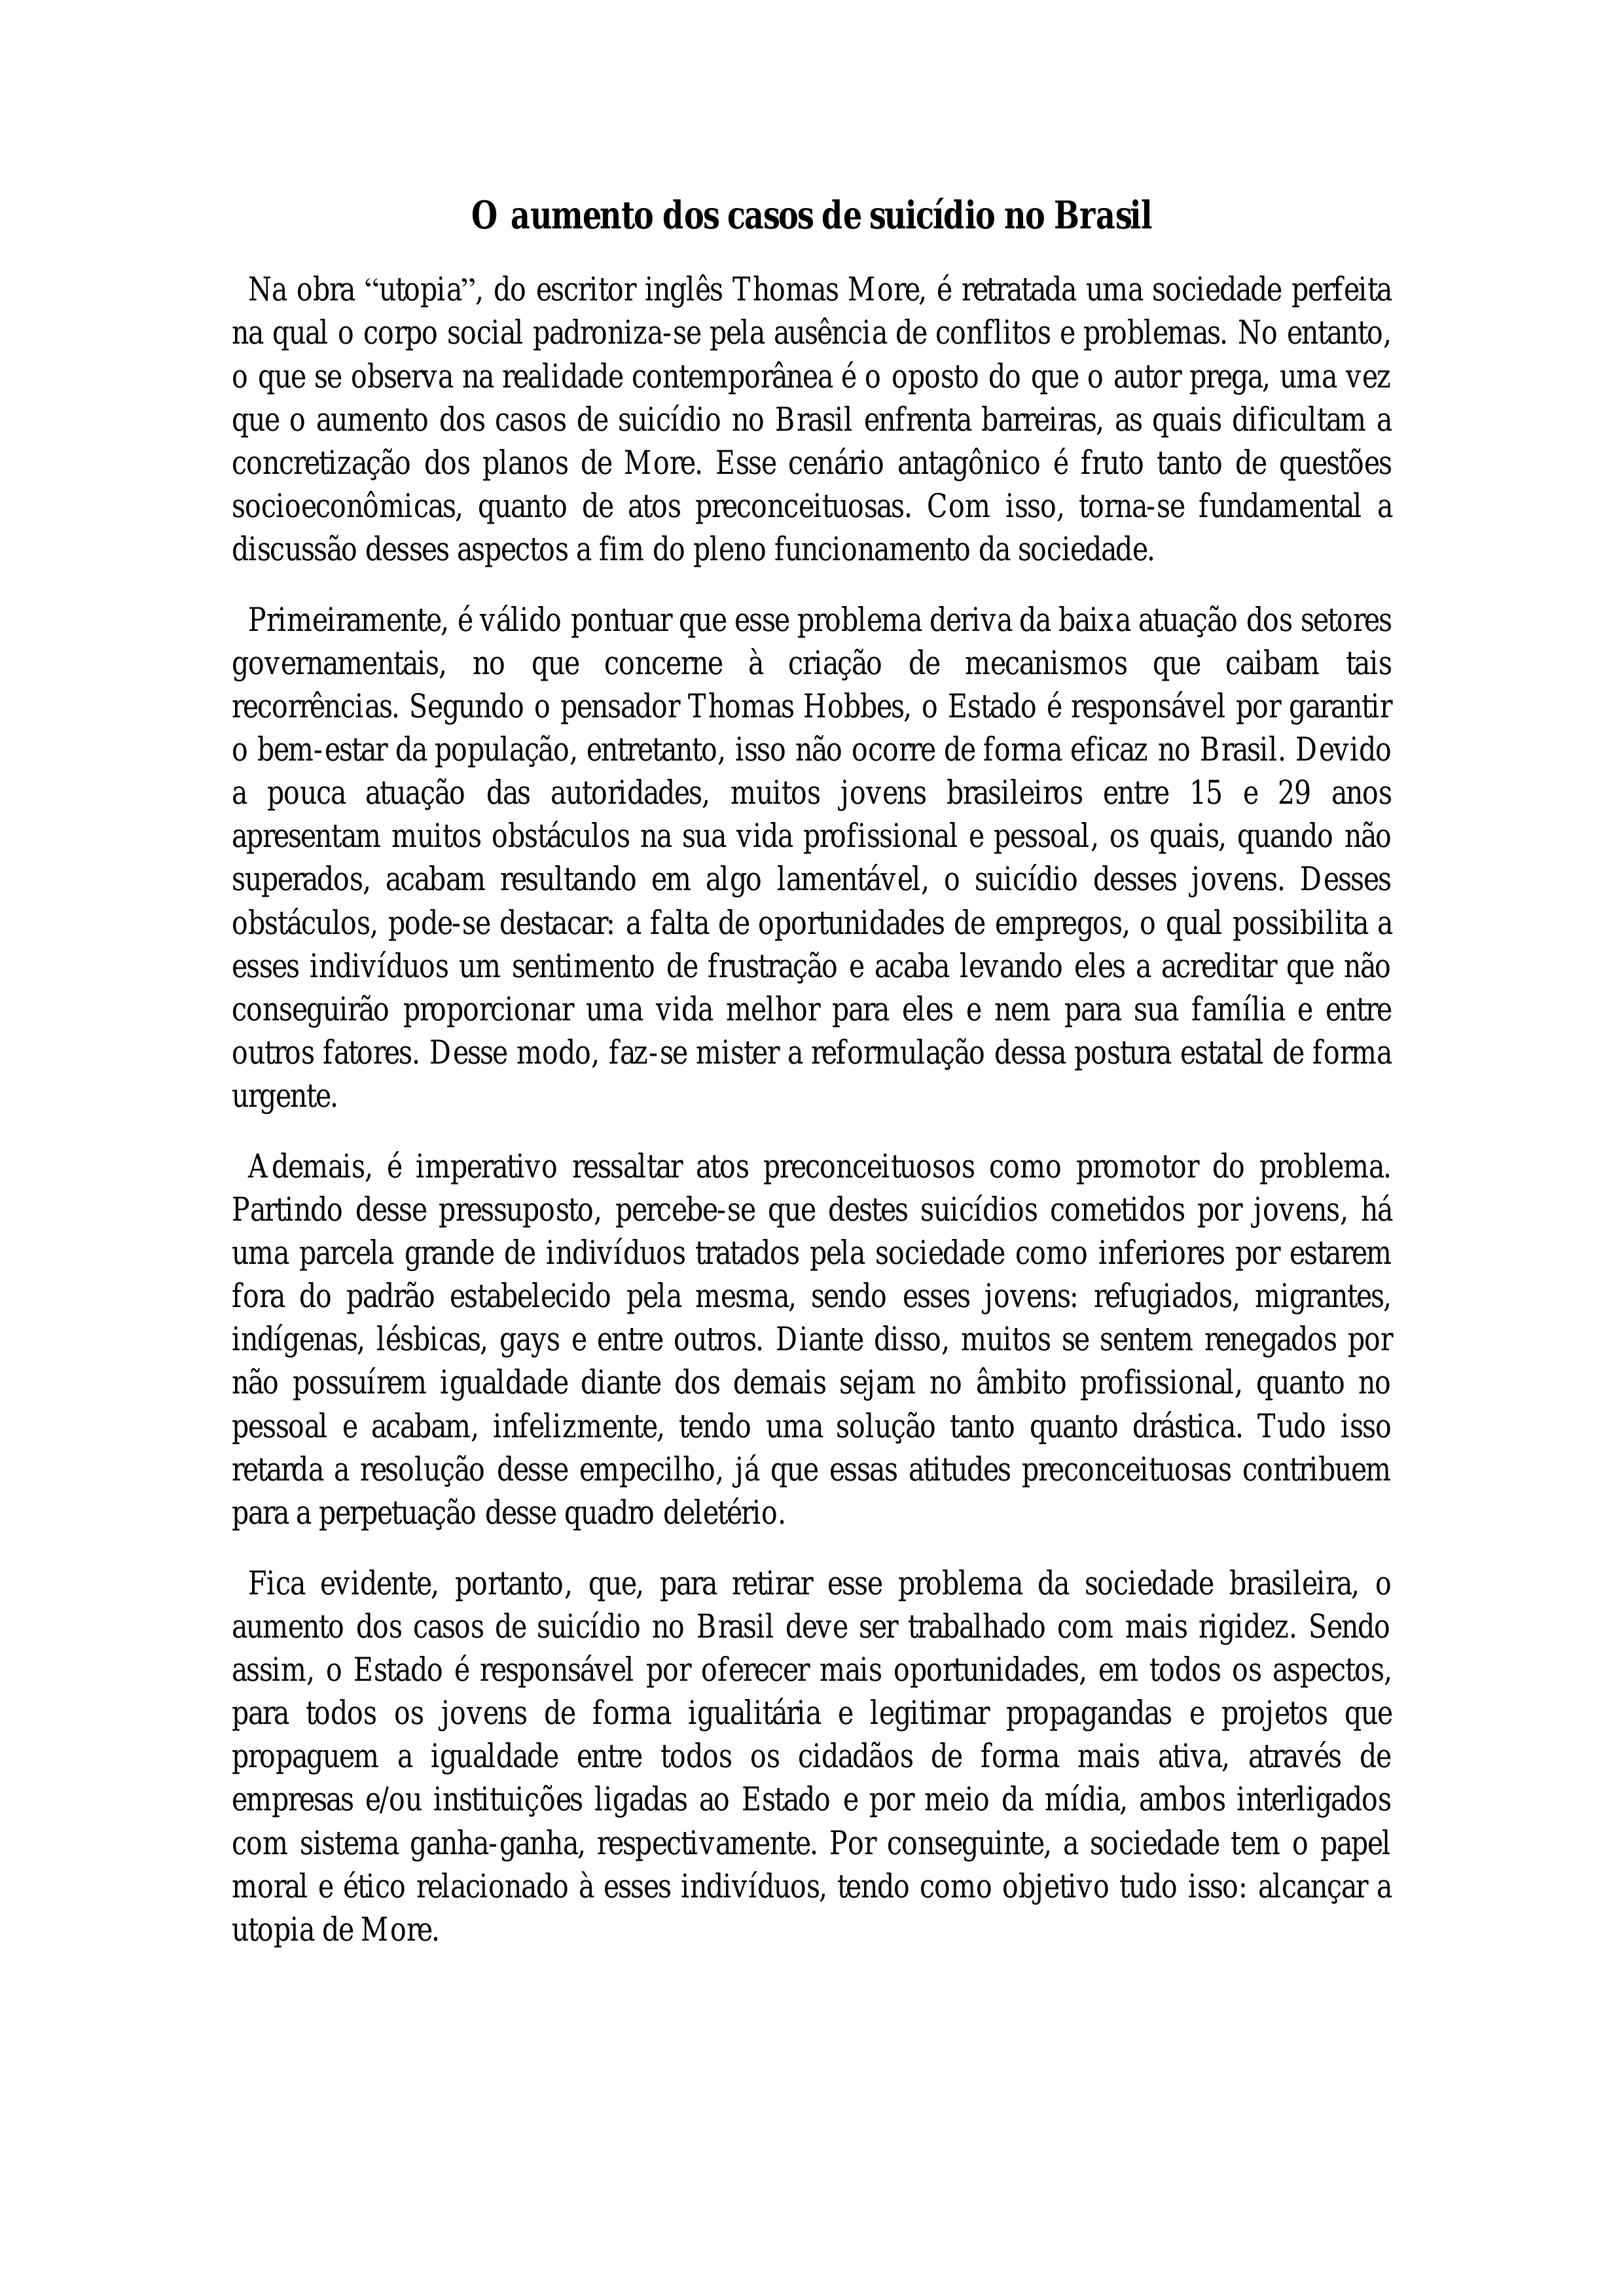 O aumento dos casos de suicídio no Brasil
Na obra “utopia”, do escritor inglês Thomas More, é retratada uma sociedade perfeita
na qual o corpo social padroniza-se pela ausência de conflitos e problemas. No entanto,
o que se observa na realidade contemporânea é o oposto do que o autor prega, uma vez
que o aumento dos casos de suicídio no Brasil enfrenta barreiras, as quais dificultam a
concretização dos planos de More. Esse cenário antagônico é fruto tanto de questões
socioeconômicas, quanto de atos preconceituosas. Com isso, torna-se fundamental a
discussão desses aspectos a fim do pleno funcionamento da sociedade.
Primeiramente, é válido pontuar que esse problema deriva da baixa atuação dos setores
governamentais, no que concerne à criação de mecanismos que caibam tais
recorrências. Segundo o pensador Thomas Hobbes, o Estado é responsável por garantir
o bem-estar da população, entretanto, isso não ocorre de forma eficaz no Brasil. Devido
a pouca atuação das autoridades, muitos jovens brasileiros entre 15 e 29 anos
apresentam muitos obstáculos na sua vida profissional e pessoal, os quais, quando não
superados, acabam resultando em algo lamentável, o suicídio desses jovens. Desses
obstáculos, pode-se destacar: a falta de oportunidades de empregos, o qual possibilita a
esses indivíduos um sentimento de frustração e acaba levando eles a acreditar que não
conseguirão proporcionar uma vida melhor para eles e nem para sua família e entre
outros fatores. Desse modo, faz-se mister a reformulação dessa postura estatal de forma
urgente.
Ademais, é imperativo ressaltar atos preconceituosos como promotor do problema.
Partindo desse pressuposto, percebe-se que destes suicídios cometidos por jovens, há
uma parcela grande de indivíduos tratados pela sociedade como inferiores por estarem
fora do padrão estabelecido pela mesma, sendo esses jovens: refugiados, migrantes,
indígenas, lésbicas, gays e entre outros. Diante disso, muitos se sentem renegados por
não possuírem igualdade diante dos demais sejam no âmbito profissional, quanto no
pessoal e acabam, infelizmente, tendo uma solução tanto quanto drástica. Tudo isso
retarda a resolução desse empecilho, já que essas atitudes preconceituosas contribuem
para a perpetuação desse quadro deletério.
Fica evidente, portanto, que, para retirar esse problema da sociedade brasileira, o
aumento dos casos de suicídio no Brasil deve ser trabalhado com mais rigidez. Sendo
assim, o Estado é responsável por oferecer mais oportunidades, em todos os aspectos,
para todos os jovens de forma igualitária e legitimar propagandas e projetos que
propaguem a igualdade entre todos os cidadãos de forma mais ativa, através de
empresas e/ou instituições ligadas ao Estado e por meio da mídia, ambos interligados
com sistema ganha-ganha, respectivamente. Por conseguinte, a sociedade tem o papel
moral e ético relacionado à esses indivíduos, tendo como objetivo tudo isso: alcançar a
utopia de More.